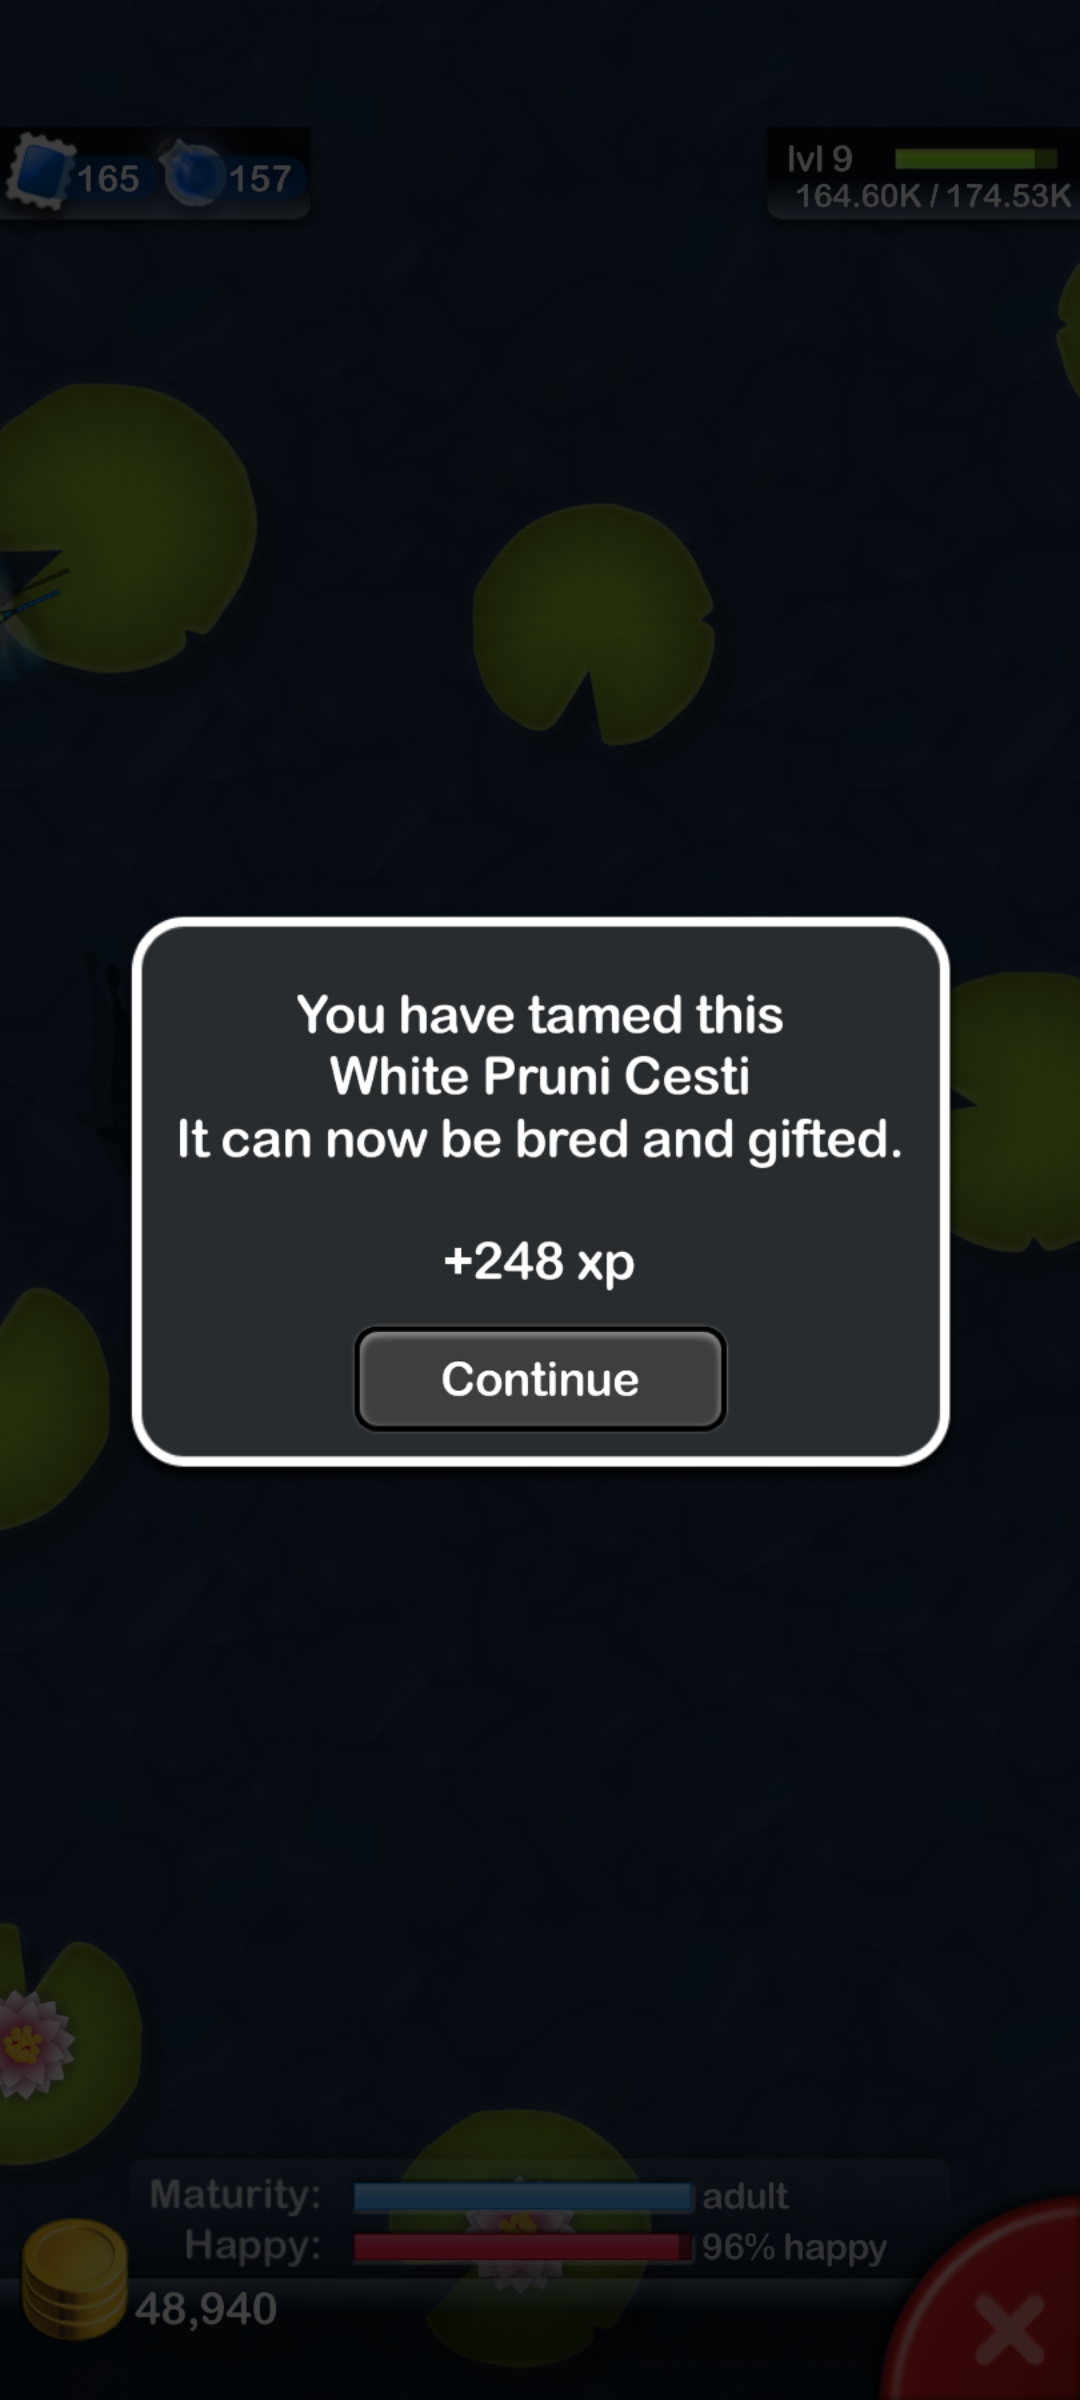 165 157
lvl 9
164.60K / 174.53K
You have tamed this
White Pruni Cesti
It can now be bred and gifted.
+248 xp
Continue
Maturity: adult
Happy: 96% happy
48,940